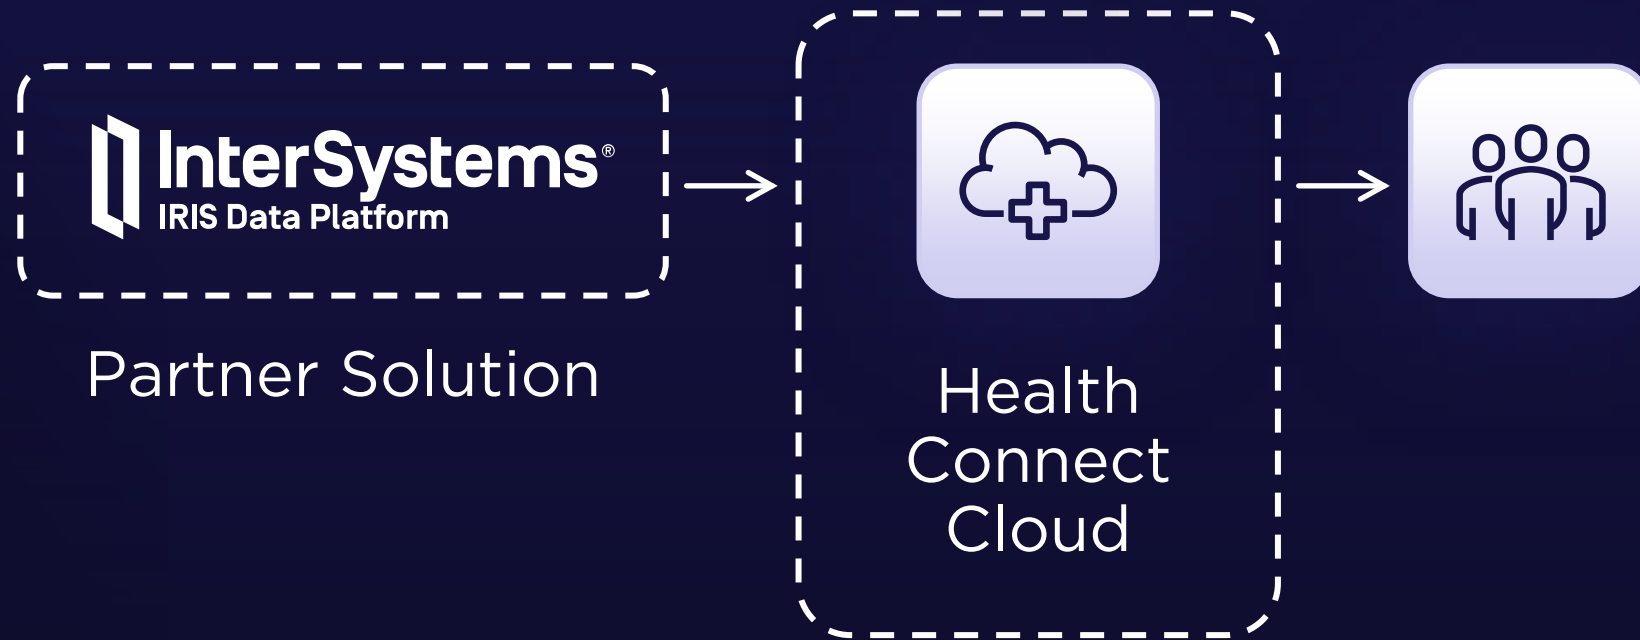 InterSystems®
IRIS Data Platform
Partner Solution
Health
Connect
Cloud